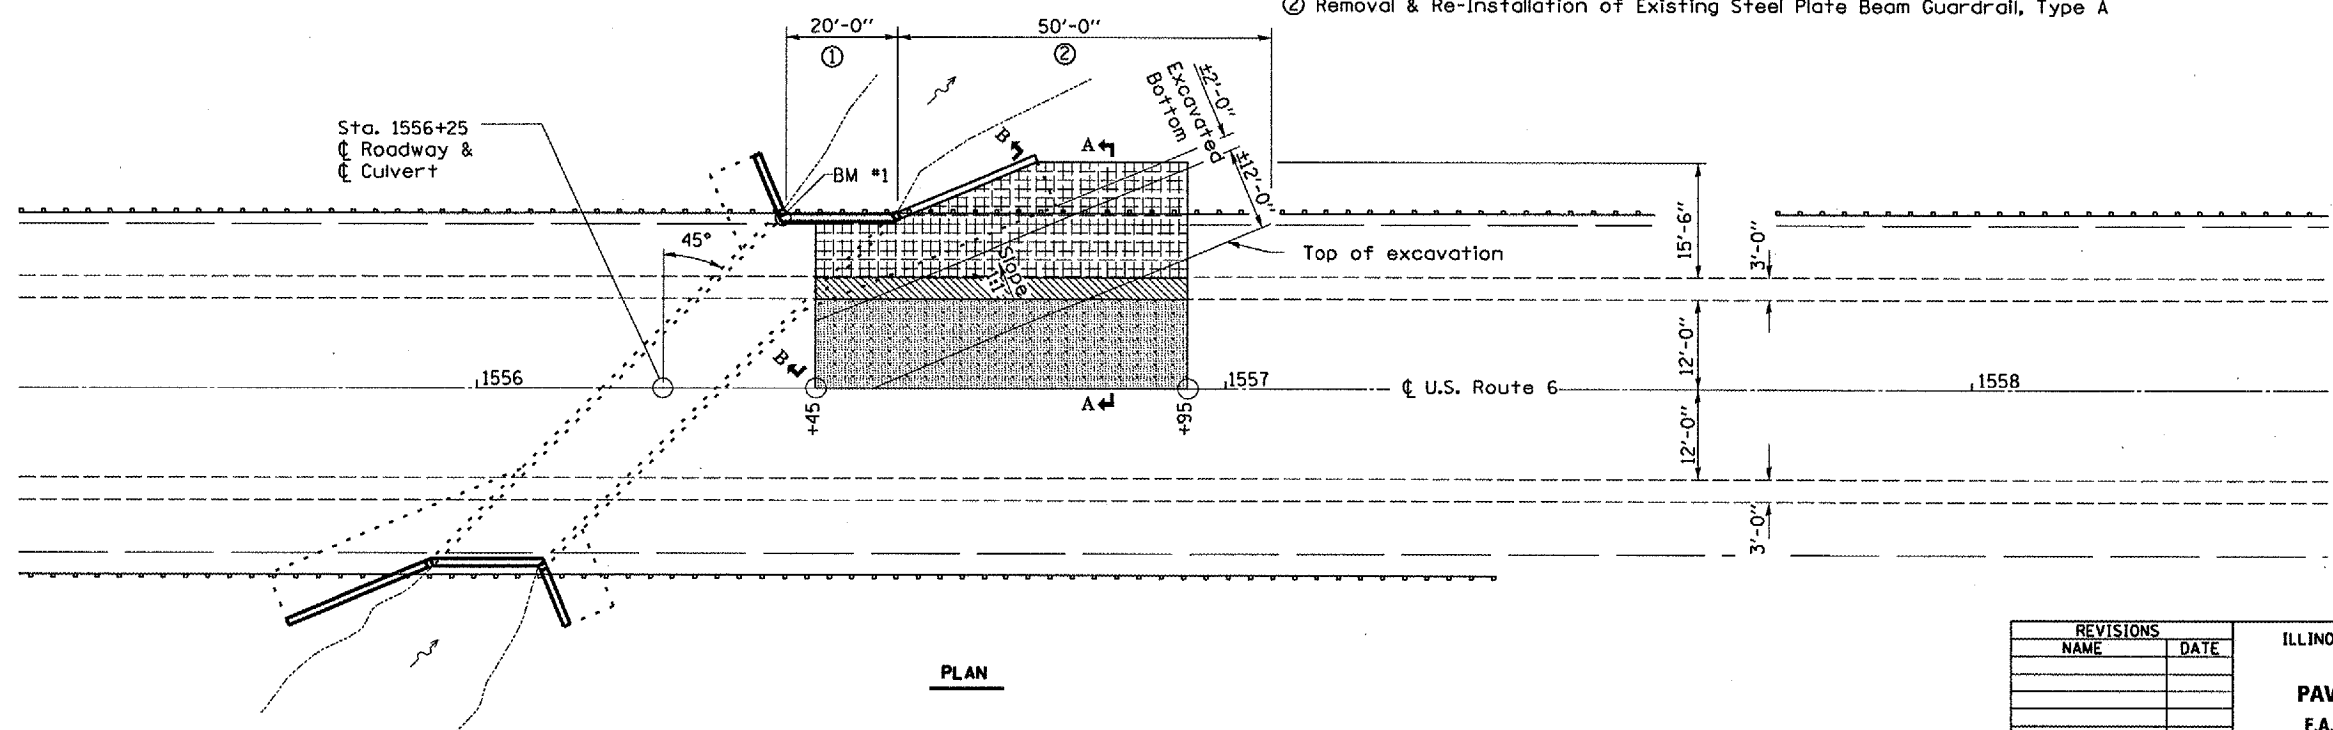 ② Removal & Re-Installation of Existing Steel Plate Beam Guardrail, Type A
20'-0"
50'-0"
①
②
±2'-0"
Excavated
Bottom
±12'-0"
Sta. 1556+25
℄ Roadway &
℄ Culvert
BM #1
B
A
45°
Slope
1:1
Top of excavation
15'-6"
3'-0"
12'-0"
B
1556
1557
℄ U.S. Route 6
1558
+45
A
+95
12'-0"
3'-0"
PLAN
REVISIONS
NAME
DATE
ILLINO
PAV
F.A.